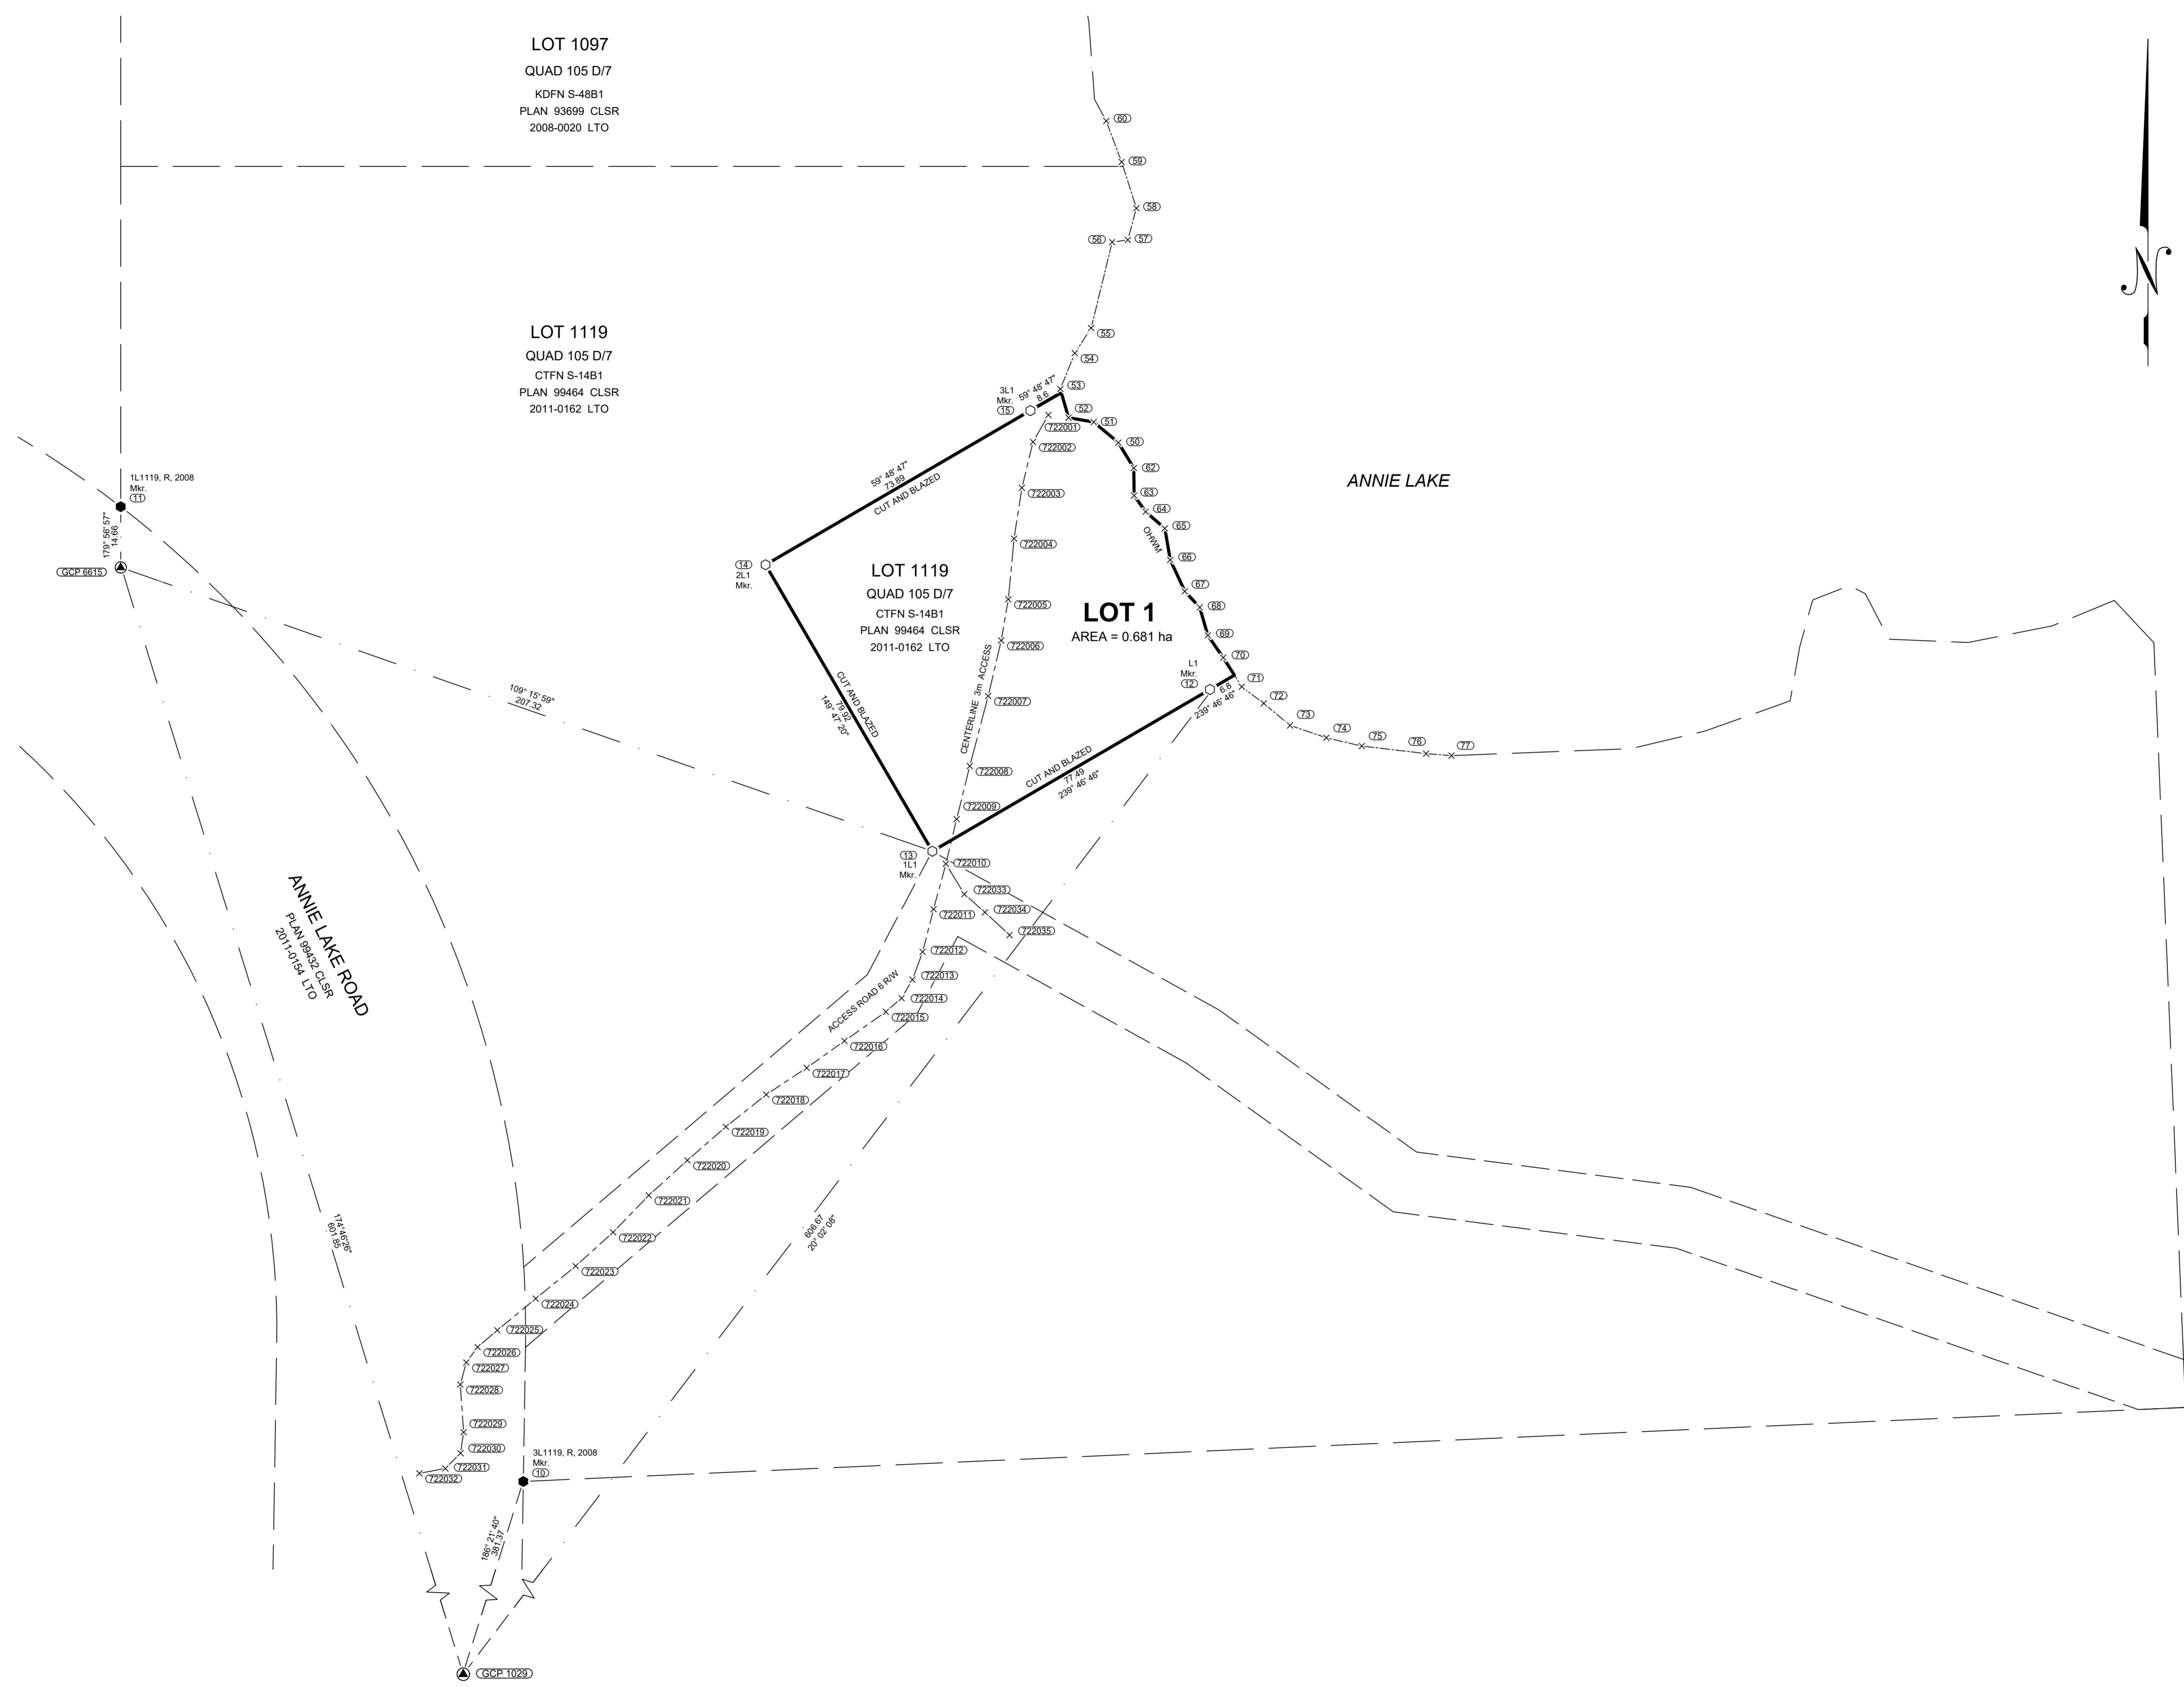 LOT 1097
QUAD 105 D/7
KDFN S-48B1
PLAN 93699 CLSR
2008-0020 LTO
60
59
58
56
57
55
54
53
N
LOT 1119
QUAD 105 D/7
CTFN S-14B1
PLAN 99464 CLSR
2011-0162 LTO
3L1
Mkr.
15
59° 48' 47"
8.6
52
51
50
62
63
64
65
66
67
68
69
70
71
72
73
74
75
76
77
OHWM
ANNIE LAKE
1L1119, R, 2008
Mkr.
11
179° 56' 57"
14.66
GCP 6615
59° 48' 47"
73.89
CUT AND BLAZED
14
2L1
Mkr.
LOT 1119
QUAD 105 D/7
CTFN S-14B1
PLAN 99464 CLSR
2011-0162 LTO
LOT 1
AREA = 0.681 ha
L1
Mkr.
12
6.8
239° 46' 46"
722001
722002
722003
722004
722005
722006
722007
722008
722009
CENTERLINE 3m ACCESS
CUT AND BLAZED
79.92
149° 47' 20"
109° 15' 59"
207.32
CUT AND BLAZED
77.49
239° 46' 46"
13
1L1
Mkr.
722010
722033
722034
722035
722011
722012
722013
722014
722015
722016
722017
722018
722019
722020
722021
722022
722023
722024
722025
722026
722027
722028
722029
722030
722031
722032
ACCESS ROAD 6 R/W
ANNIE LAKE ROAD
PLAN 99432 CLSR
2011-0154 LTO
174°46'26"
601.85
606.67
20° 02' 08"
3L1119, R, 2008
Mkr.
10
186° 21' 40"
381.37
GCP 1029